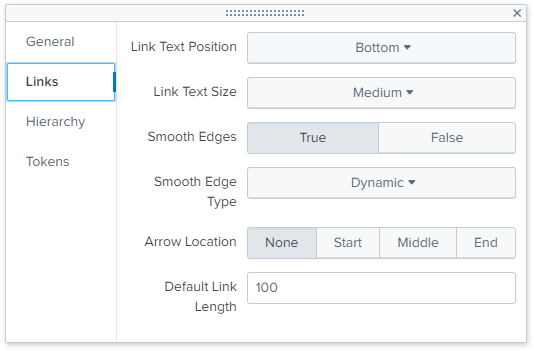 General
Links
Hierarchy
Tokens
Link Text Position
Bottom
Link Text Size
Medium
Smooth Edges
True False
Smooth Edge
Type
Dynamic
Arrow Location
None Start Middle End
Default Link
Length
100